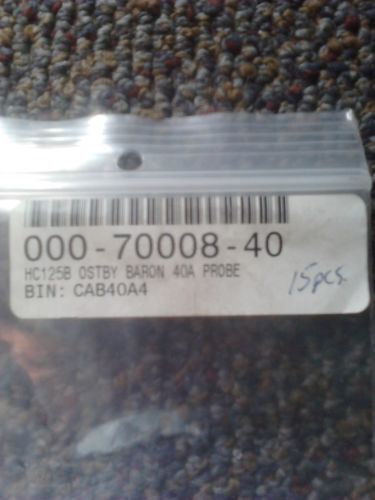 000-70008-40
HC125B OSTBY BARON 40A PROBE
BIN: CAB40A4
15pcs.